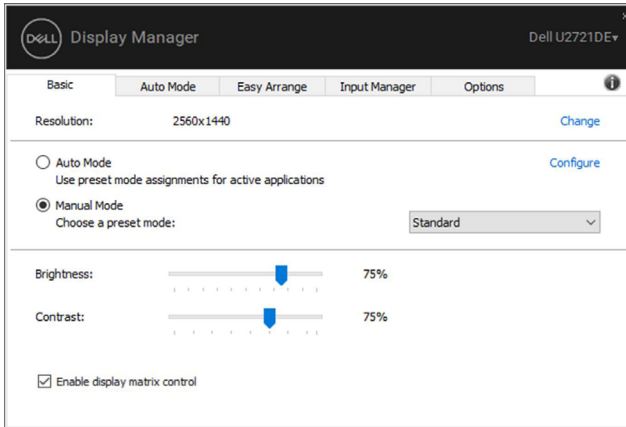 DELL Display Manager Dell U2721DE
Basic Auto Mode Easy Arrange Input Manager Options
Resolution: 2560x1440 Change
Auto Mode Configure
Use preset mode assignments for active applications
Manual Mode
Choose a preset mode: Standard
Brightness: 75%
Contrast: 75%
Enable display matrix control